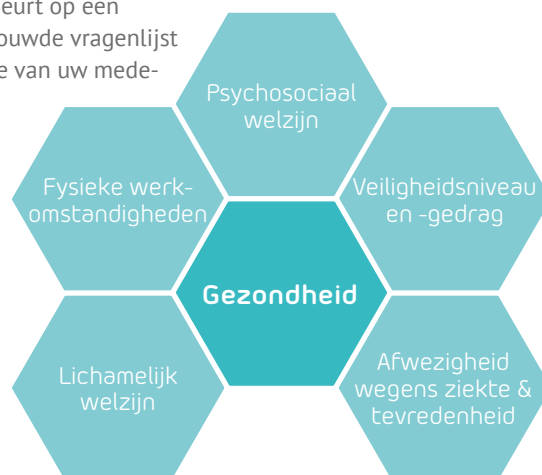 eurt op een
ouwde vragenlijst
e van uw mede-
Psychosociaal
welzijn
Fysieke werk-
omstandigheden
Veiligheidsniveau
en -gedrag
Gezondheid
Lichamelijk
welzijn
Afwezigheid
wegens ziekte &
tevredenheid